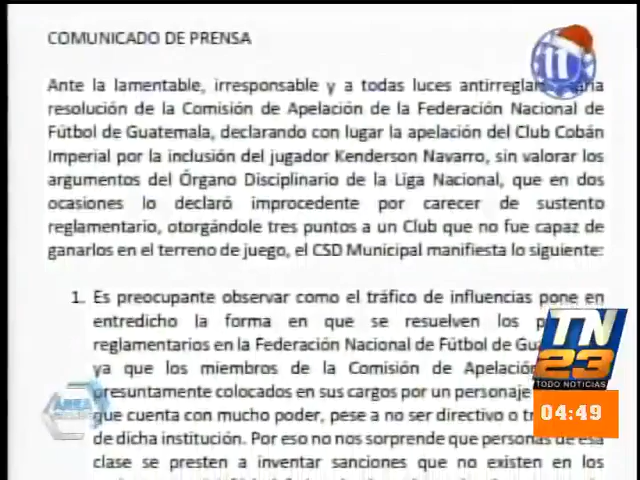 COMUNICADO DE PRENSA
Ante la lamentable, irresponsable y a todas luces
resolución de la Comisión de Apelación de la Federación Nacional de
Fútbol de Guatemala, declarando con lugar la apelación del Club Cobán
Imperial por la inclusión del jugador Kenderson Navarro, sin valorar los
argumentos del Órgano Disciplinario de la Liga Nacional, que en dos
ocasiones lo declaró improcedente por carecer de sustento
reglamentario, otorgándole tres puntos a un Club que no fue capaz de
ganarlos en el terreno de juego, el CSD Municipal manifiesta lo siguiente:
1. Es preocupante observar como el tráfico de influencias pone en
entredicho la forma en que se resuelven los
reglamentarios en la Federación Nacional de Fútbol de
ya que los miembros de la Comisión de Apelación
presuntamente colocados en sus cargos por un personaje
que cuenta con mucho poder, pese a no ser directivo o
de dicha institución. Por eso no nos sorprende que personas de esa
clase se presten a inventar sanciones que no existen en los
11
TN
23
TODO NOTICIAS
04:49
AREA